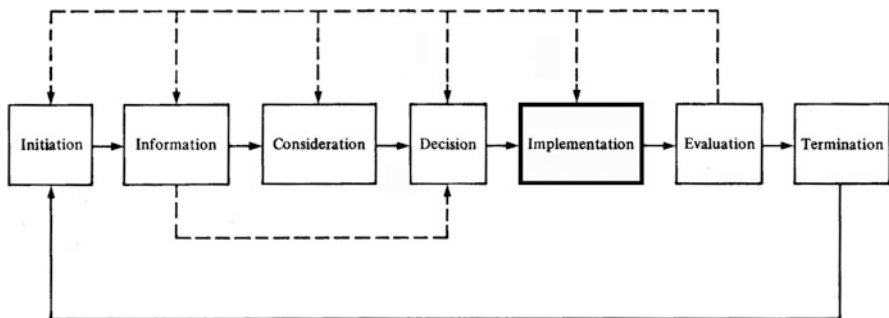 Initiation
Information
Consideration
Decision
Implementation
Evaluation
Termination